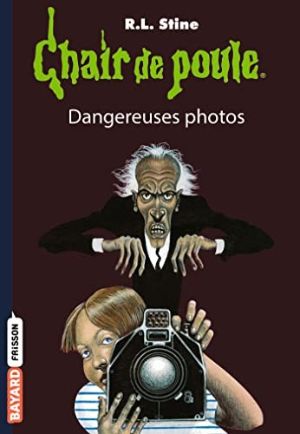 R.L. Stine
Chair de poule®
Dangereuses photos
BAYARD
FRISSON